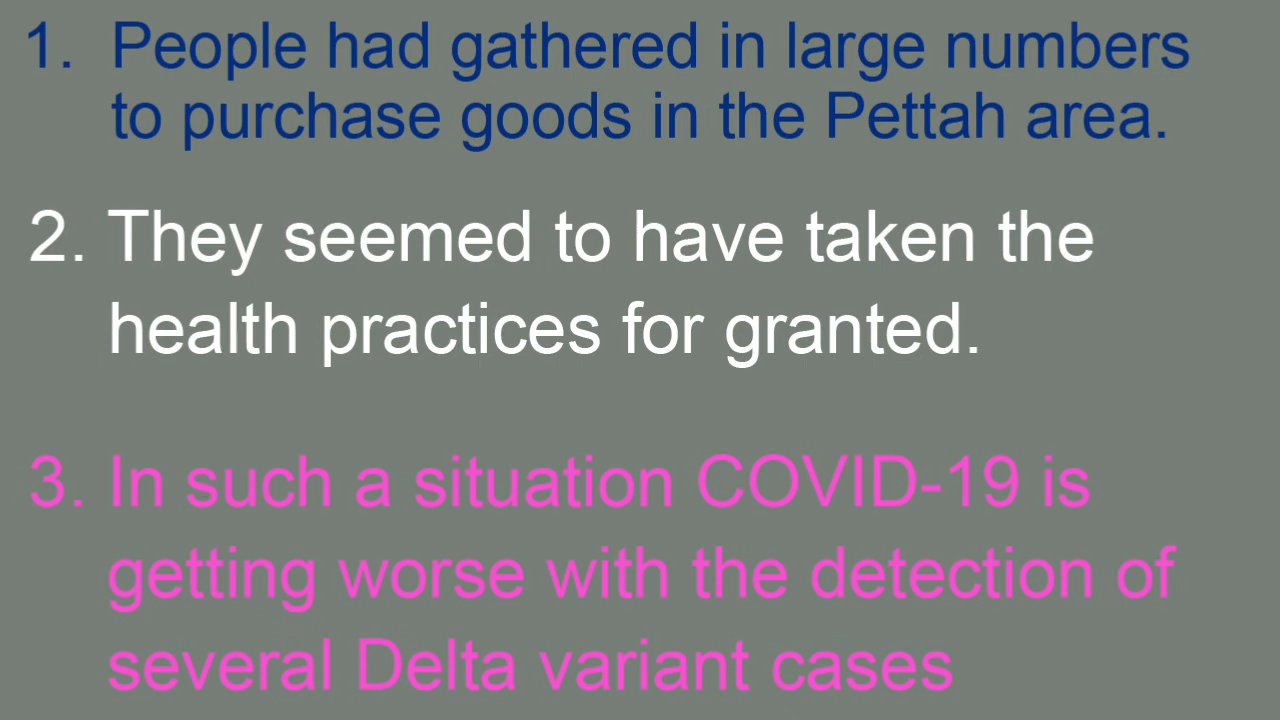 1. People had gathered in large numbers
to purchase goods in the Pettah area.
2. They seemed to have taken the
health practices for granted.
3. In such a situation COVID-19 is
getting worse with the detection of
several Delta variant cases